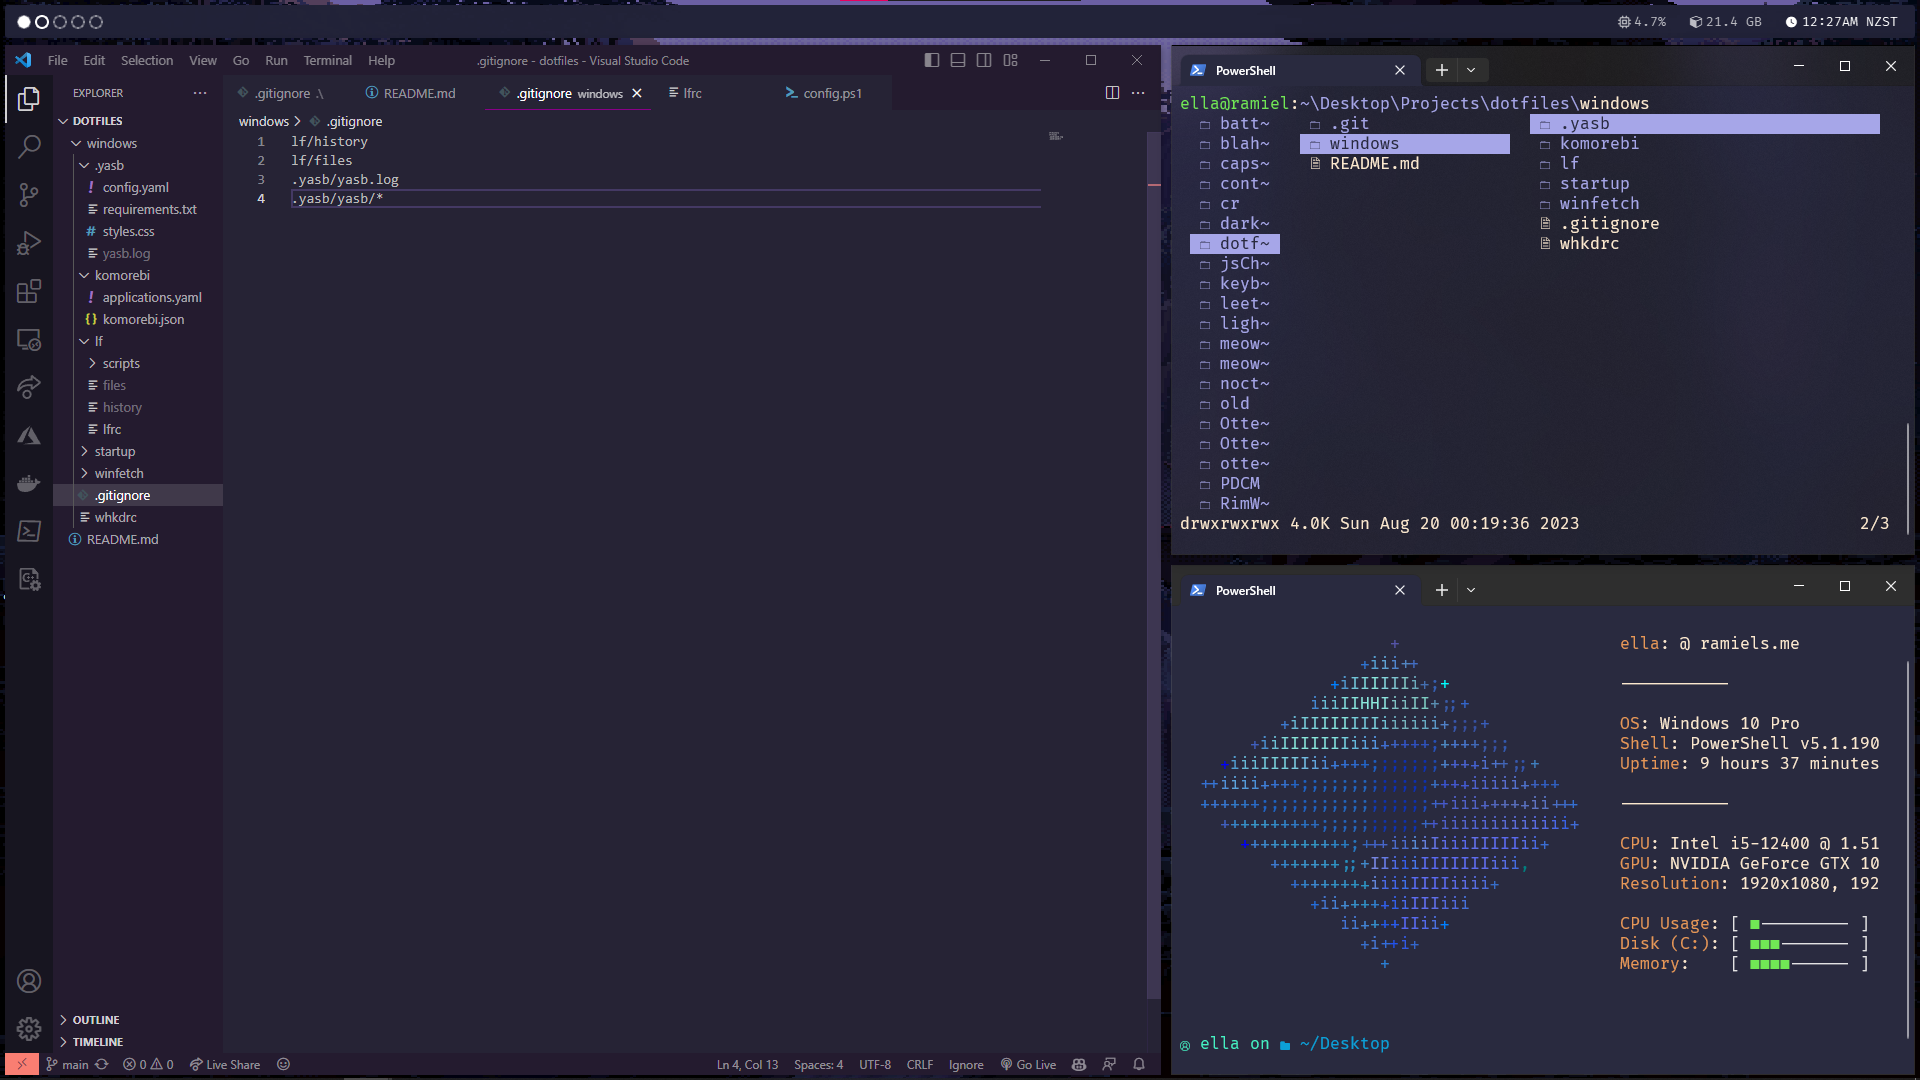 4.7% 21.4 GB 12:27AM NZST
File Edit Selection View Go Run Terminal Help .gitignore - dotfiles - Visual Studio Code
EXPLORER
.gitignore .\ README.md .gitignore windows lfrc config.ps1
DOTFILES
windows
.yasb
config.yaml
requirements.txt
styles.css
yasb.log
komorebi
applications.yaml
komorebi.json
lf
scripts
files
history
lfrc
startup
winfetch
.gitignore
whkdrc
README.md
OUTLINE
TIMELINE
windows > .gitignore
1 lf/history
2 lf/files
3 .yasb/yasb.log
4 .yasb/yasb/*
main 0 0 Live Share Ln 4, Col 13 Spaces: 4 UTF-8 CRLF Ignore Go Live
PowerShell
ella@ramiel:~\Desktop\Projects\dotfiles\windows
batt~ .git .yasb
blah~ windows komorebi
caps~ README.md lf
cont~ startup
cr winfetch
dark~ .gitignore
dotf~ whkdrc
jsCh~
keyb~
leet~
ligh~
meow~
meow~
noct~
old
Otte~
Otte~
otte~
PDCM
RimW~
drwxrwxrwx 4.0K Sun Aug 20 00:19:36 2023 2/3
PowerShell
ella: @ ramiels.me
OS: Windows 10 Pro
Shell: PowerShell v5.1.190
Uptime: 9 hours 37 minutes
CPU: Intel i5-12400 @ 1.51
GPU: NVIDIA GeForce GTX 10
Resolution: 1920x1080, 192
CPU Usage: [ ]
Disk (C:): [ ]
Memory: [ ]
ella on ~/Desktop